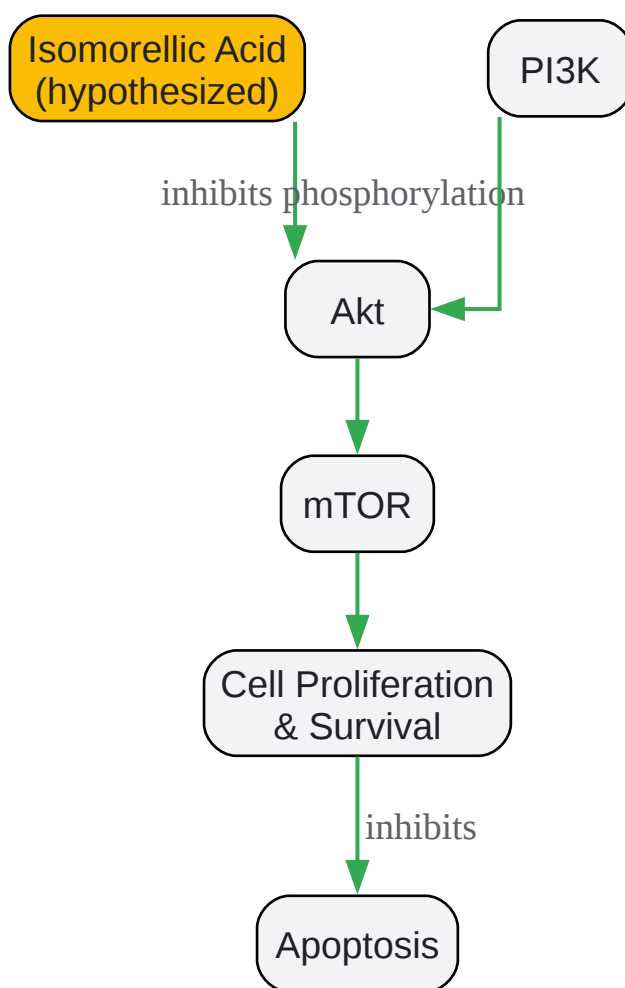 Isomorellic Acid
(hypothesized)
PI3K
inhibits phosphorylation
Akt
mTOR
Cell Proliferation
& Survival
inhibits
Apoptosis